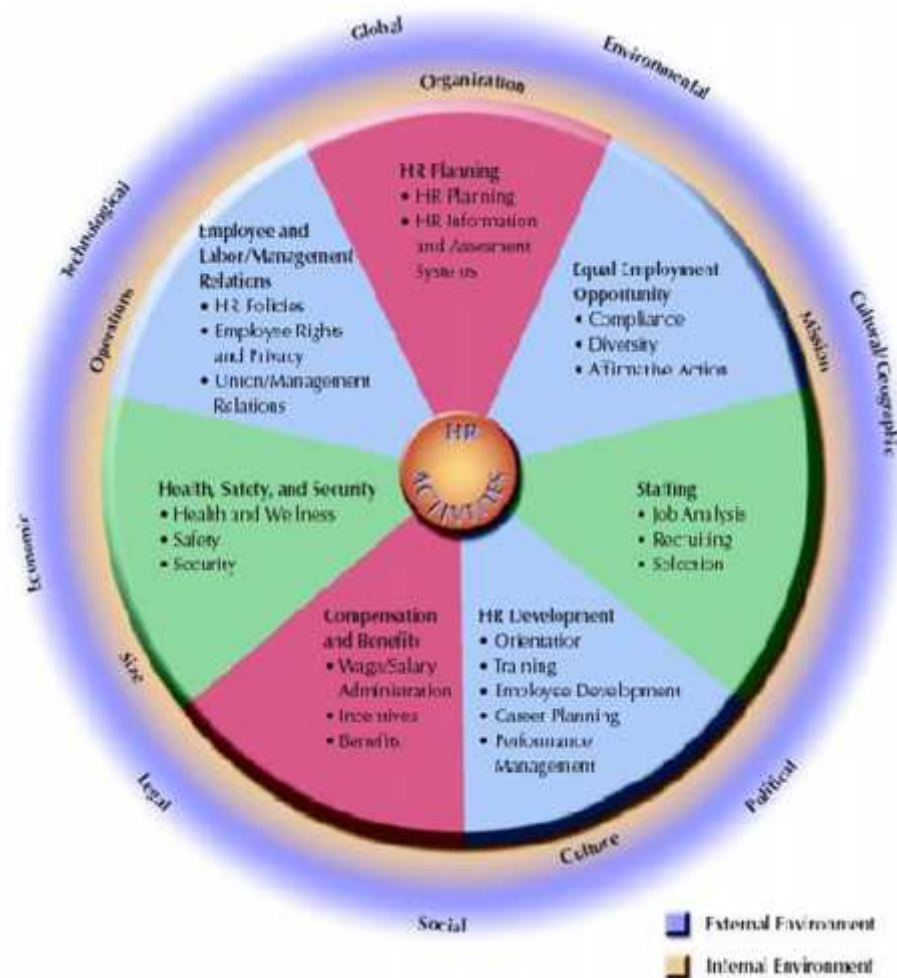 Global
Environmental
Organization
Technological
HR Planning
• HR Planning
• HR Information
and Assessment
Systems
Employee and
Labor/Management
Relations
• HR Policies
• Employee Rights
and Privacy
• Union/Management
Relations
Equal Employment
Opportunity
• Compliance
• Diversity
• Affirmative Action
Operations
Mission
Cultural/Geographic
HR
ACTIVITIES
Health, Safety, and Security
• Health and Wellness
• Safety
• Security
Staffing
• Job Analysis
• Recruiting
• Selection
Economic
Compensation
and Benefits
• Wage/Salary
Administration
• Incentives
• Benefits
HR Development
• Orientation
• Training
• Employee Development
• Career Planning
• Performance
Management
Size
Legal
Political
Culture
Social
External Environment
Internal Environment